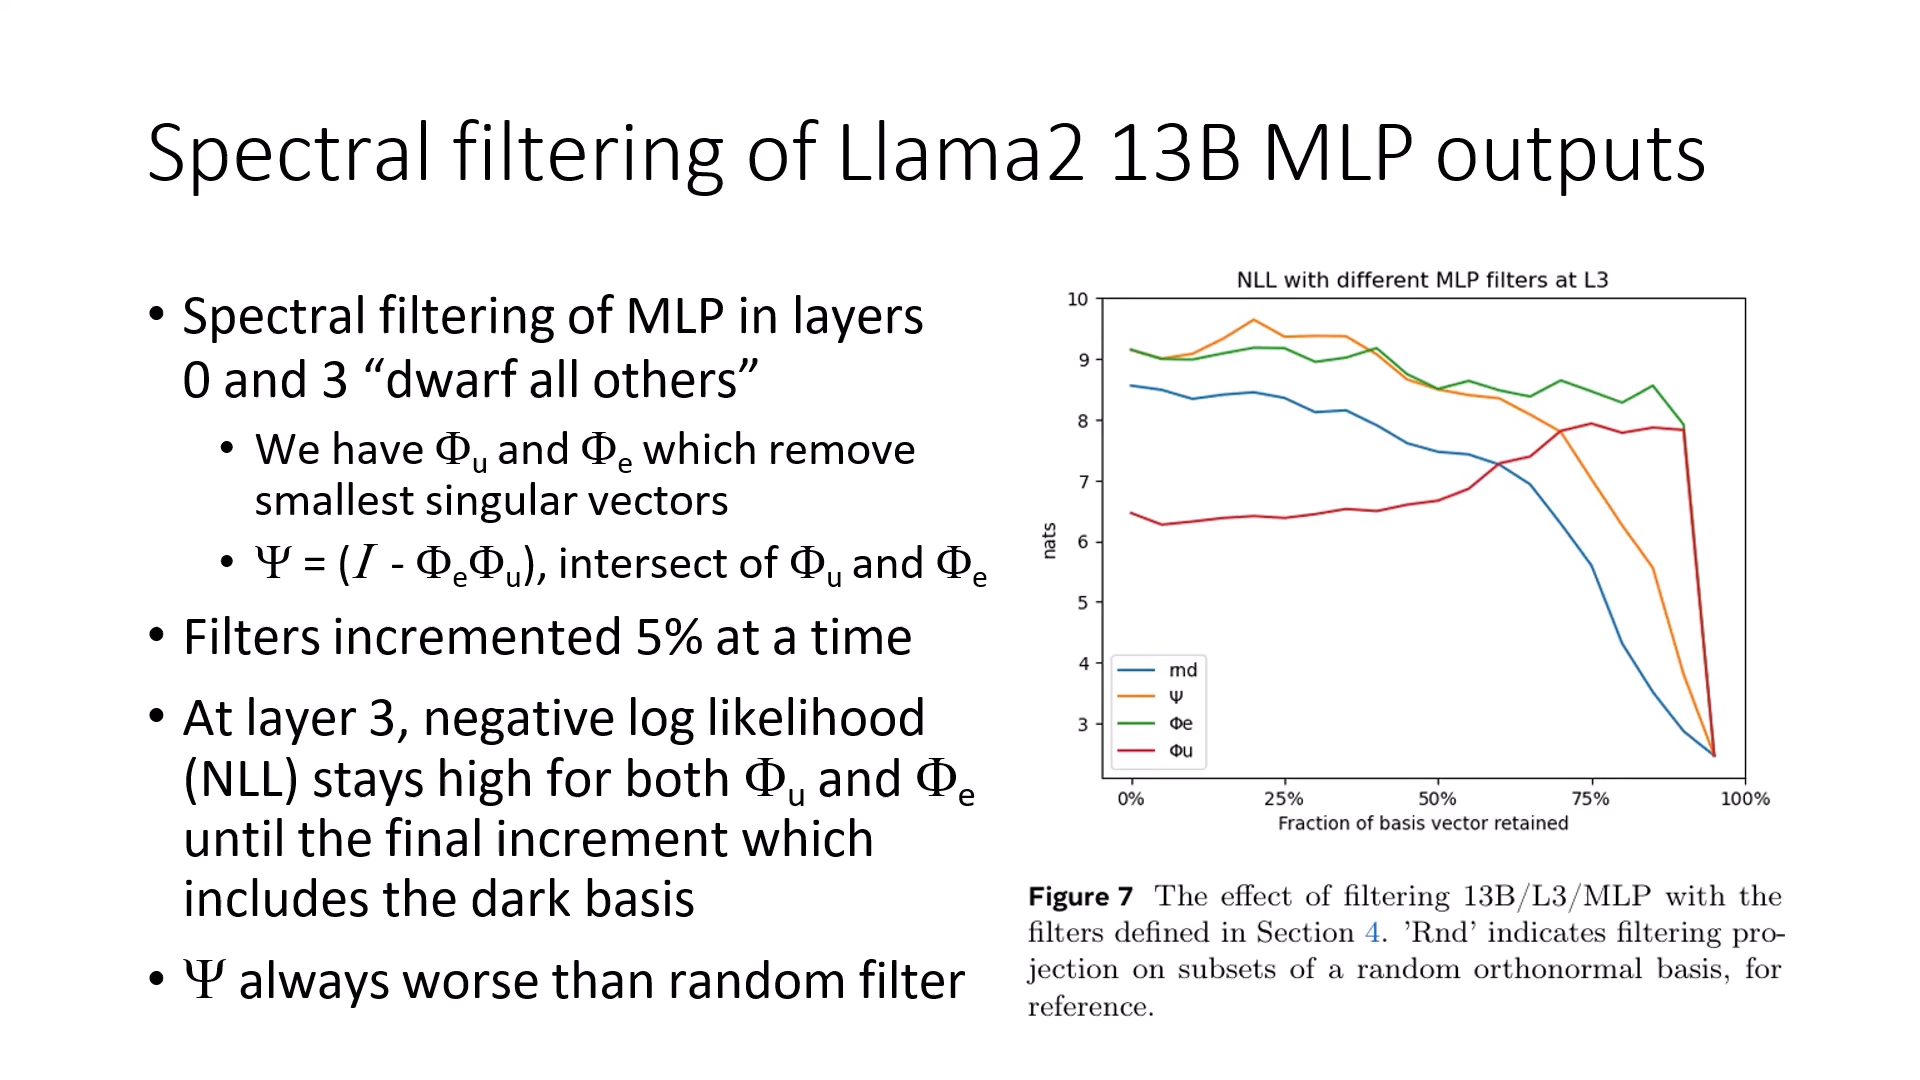 Spectral filtering of Llama2 13B MLP outputs
• Spectral filtering of MLP in layers
0 and 3 “dwarf all others”
• We have Φu and Φe which remove
smallest singular vectors
• Ψ = (I - ΦeΦu), intersect of Φu and Φe
• Filters incremented 5% at a time
• At layer 3, negative log likelihood
(NLL) stays high for both Φu and Φe
until the final increment which
includes the dark basis
• Ψ always worse than random filter
NLL with different MLP filters at L3
10
9
8
7
6
5
4
3
nats
rnd
Ψ
Φe
Φu
0% 25% 50% 75% 100%
Fraction of basis vector retained
Figure 7 The effect of filtering 13B/L3/MLP with the
filters defined in Section 4. ’Rnd’ indicates filtering pro-
jection on subsets of a random orthonormal basis, for
reference.